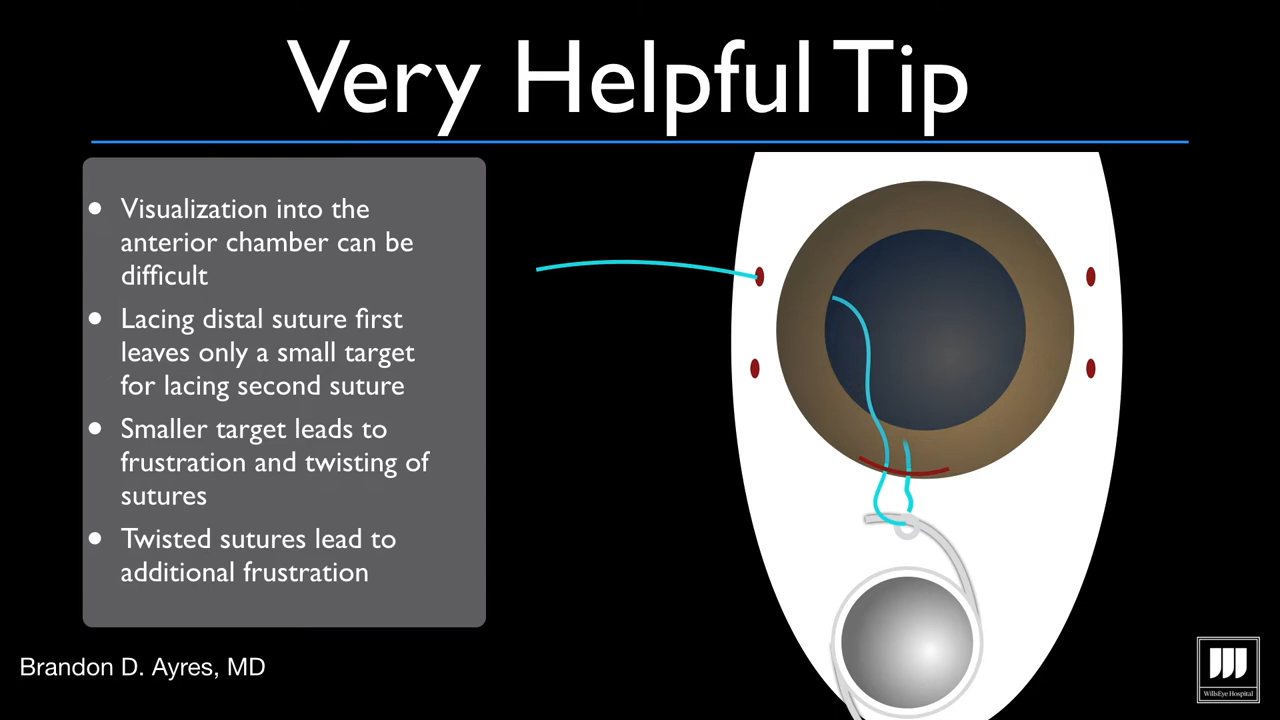 Very Helpful Tip
Visualization into the
anterior chamber can be
difficult
Lacing distal suture first
leaves only a small target
for lacing second suture
Smaller target leads to
frustration and twisting of
sutures
Twisted sutures lead to
additional frustration
Brandon D. Ayres, MD
WillsEye Hospital